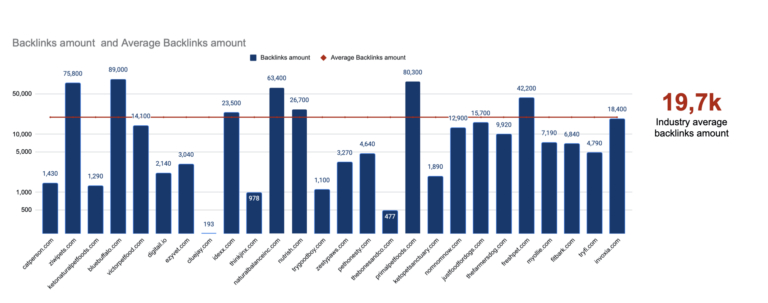 Backlinks amount and Average Backlinks amount
Backlinks amount
Average Backlinks amount
50,000
10,000
5,000
1,000
500
1,430
75,800
1,290
89,000
14,100
2,140
3,040
193
23,500
978
63,400
26,700
1,100
3,270
4,640
477
80,300
1,890
12,900
15,700
9,920
42,200
7,190
6,840
4,790
18,400
catperson.com
ziwipets.com
ketonaturalpetfoods.com
bluebuffalo.com
victorpetfood.com
digitail.io
ezyvet.com
cluejay.com
idexx.com
thinkjinx.com
naturalbalanceinc.com
nutrish.com
trygoodboy.com
zestypaws.com
pethonesty.com
thebonesandco.com
primalpetfoods.com
ketopetsanctuary.com
nomnomnow.com
justfoodfordogs.com
thefarmersdog.com
freshpet.com
myollie.com
fitbark.com
tryfi.com
invoxia.com
19,7k
Industry average
backlinks amount